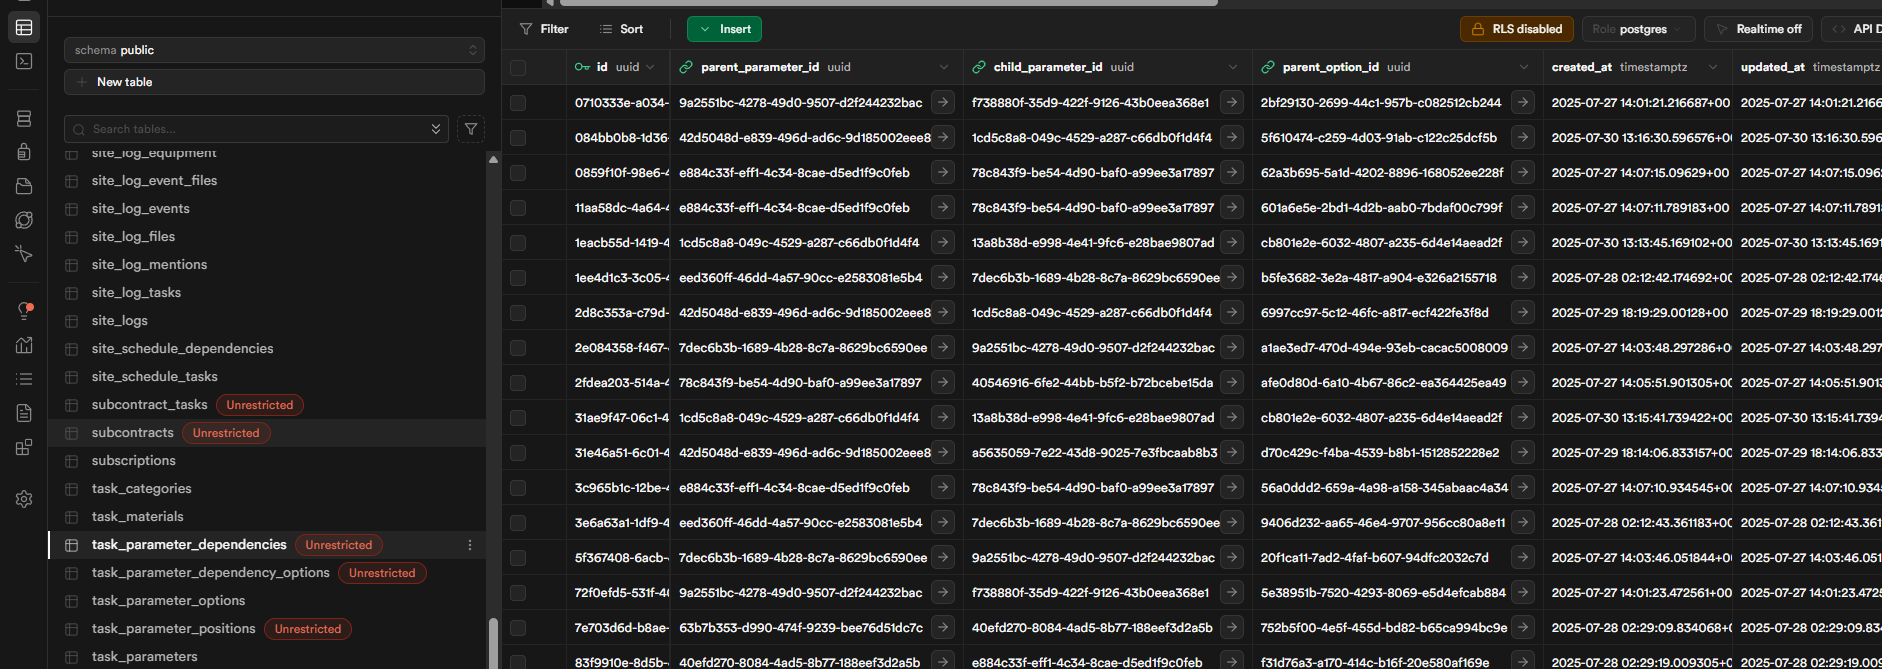 schema public
New table
Search tables...
site_log_equipment
site_log_event_files
site_log_events
site_log_files
site_log_mentions
site_log_tasks
site_logs
site_schedule_dependencies
site_schedule_tasks
subcontract_tasks Unrestricted
subcontracts Unrestricted
subscriptions
task_categories
task_materials
task_parameter_dependencies Unrestricted
task_parameter_dependency_options Unrestricted
task_parameter_options
task_parameter_positions Unrestricted
task_parameters
Filter Sort Insert RLS disabled Role postgres Realtime off API D
id uuid parent_parameter_id uuid child_parameter_id uuid parent_option_id uuid created_at timestamptz updated_at timestamptz
0710333e-a034- 9a2551bc-4278-49d0-9507-d2f244232bac f738880f-35d9-422f-9126-43b0eea368e1 2bf29130-2699-44c1-957b-c082512cb244 2025-07-27 14:01:21.216687+00 2025-07-27 14:01:21.2166
084bb0b8-1d36- 42d5048d-e839-496d-ad6c-9d185002eee8 1cd5c8a8-049c-4529-a287-c66db0f1d4f4 5f610474-c259-4d03-91ab-c122c25dcf5b 2025-07-30 13:16:30.596576+0 2025-07-30 13:16:30.596
0859f10f-98e6-4 e884c33f-eff1-4c34-8cae-d5ed1f9c0feb 78c843f9-be54-4d90-baf0-a99ee3a17897 62a3b695-5a1d-4202-8896-168052ee228f 2025-07-27 14:07:15.09629+00 2025-07-27 14:07:15.0962
11aa58dc-4a64-4 e884c33f-eff1-4c34-8cae-d5ed1f9c0feb 78c843f9-be54-4d90-baf0-a99ee3a17897 601a6e5e-2bd1-4d2b-aab0-7bdaf00c799f 2025-07-27 14:07:11.789183+00 2025-07-27 14:07:11.7891
1eacb55d-1419-4 1cd5c8a8-049c-4529-a287-c66db0f1d4f4 13a8b38d-e998-4e41-9fc6-e28bae9807ad cb801e2e-6032-4807-a235-6d4e14aead2f 2025-07-30 13:13:45.169102+00 2025-07-30 13:13:45.1691
1ee4d1c3-3c05-4 eed360ff-46dd-4a57-90cc-e2583081e5b4 7dec6b3b-1689-4b28-8c7a-8629bc6590ee b5fe3682-3e2a-4817-a904-e326a2155718 2025-07-28 02:12:42.174692+0 2025-07-28 02:12:42.174
2d8c353a-c79d- 42d5048d-e839-496d-ad6c-9d185002eee8 1cd5c8a8-049c-4529-a287-c66db0f1d4f4 6997cc97-5c12-46fc-a817-ecf422fe3f8d 2025-07-29 18:19:29.00128+00 2025-07-29 18:19:29.0012
2e084358-f467- 7dec6b3b-1689-4b28-8c7a-8629bc6590ee 9a2551bc-4278-49d0-9507-d2f244232bac a1ae3ed7-470d-494e-93eb-cacac5008009 2025-07-27 14:03:48.297286+0 2025-07-27 14:03:48.297
2fdea203-514a-4 78c843f9-be54-4d90-baf0-a99ee3a17897 40546916-6fe2-44bb-b5f2-b72bcebe15da afe0d80d-6a10-4b67-86c2-ea364425ea49 2025-07-27 14:05:51.901305+00 2025-07-27 14:05:51.9013
31ae9f47-06c1-4 1cd5c8a8-049c-4529-a287-c66db0f1d4f4 13a8b38d-e998-4e41-9fc6-e28bae9807ad cb801e2e-6032-4807-a235-6d4e14aead2f 2025-07-30 13:15:41.739422+00 2025-07-30 13:15:41.7394
31e46a51-6c01-4 42d5048d-e839-496d-ad6c-9d185002eee8 a5635059-7e22-43d8-9025-7e3fbcaab8b3 d70c429c-f4ba-4539-b8b1-1512852228e2 2025-07-29 18:14:06.833157+00 2025-07-29 18:14:06.833
3c965b1c-12be-4 e884c33f-eff1-4c34-8cae-d5ed1f9c0feb 78c843f9-be54-4d90-baf0-a99ee3a17897 56a0ddd2-659a-4a98-a158-345abaac4a34 2025-07-27 14:07:10.934545+0 2025-07-27 14:07:10.934
3e6a63a1-1df9-4 eed360ff-46dd-4a57-90cc-e2583081e5b4 7dec6b3b-1689-4b28-8c7a-8629bc6590ee 9406d232-aa65-46e4-9707-956cc80a8e11 2025-07-28 02:12:43.361183+00 2025-07-28 02:12:43.361
5f367408-6acb- 7dec6b3b-1689-4b28-8c7a-8629bc6590ee 9a2551bc-4278-49d0-9507-d2f244232bac 20f1ca11-7ad2-4faf-b607-94dfc2032c7d 2025-07-27 14:03:46.051844+0 2025-07-27 14:03:46.051
72f0efd5-531f-4 9a2551bc-4278-49d0-9507-d2f244232bac f738880f-35d9-422f-9126-43b0eea368e1 5e38951b-7520-4293-8069-e5d4efcab884 2025-07-27 14:01:23.472561+00 2025-07-27 14:01:23.4725
7e703d6d-b8ae- 63b7b353-d990-474f-9239-bee76d51dc7c 40efd270-8084-4ad5-8b77-188eef3d2a5b 752b5f00-4e5f-455d-bd82-b65ca994bc9e 2025-07-28 02:29:09.834068+ 2025-07-28 02:29:09.834
83f9910e-8d5b- 40efd270-8084-4ad5-8b77-188eef3d2a5b e884c33f-eff1-4c34-8cae-d5ed1f9c0feb f31d76a3-a170-414c-b16f-20e580af169e 2025-07-28 02:29:19.009305+ 2025-07-28 02:29:19.009